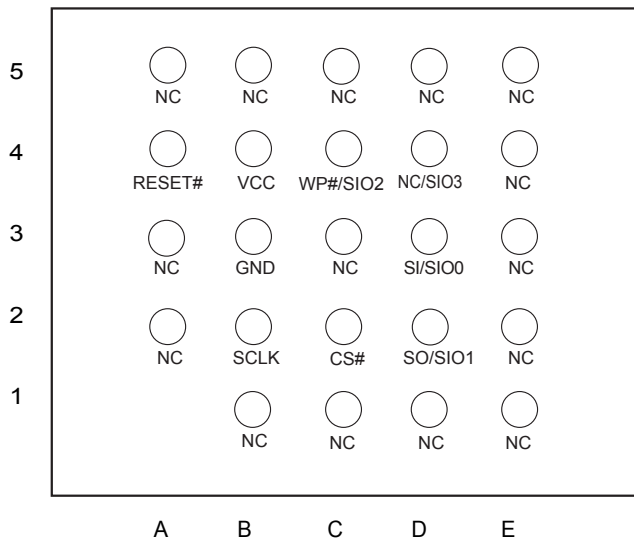 5
NC NC NC NC NC
4
RESET# VCC WP#/SIO2 NC/SIO3 NC
3
NC GND NC SI/SIO0 NC
2
NC SCLK CS# SO/SIO1 NC
1
NC NC NC NC
A B C D E